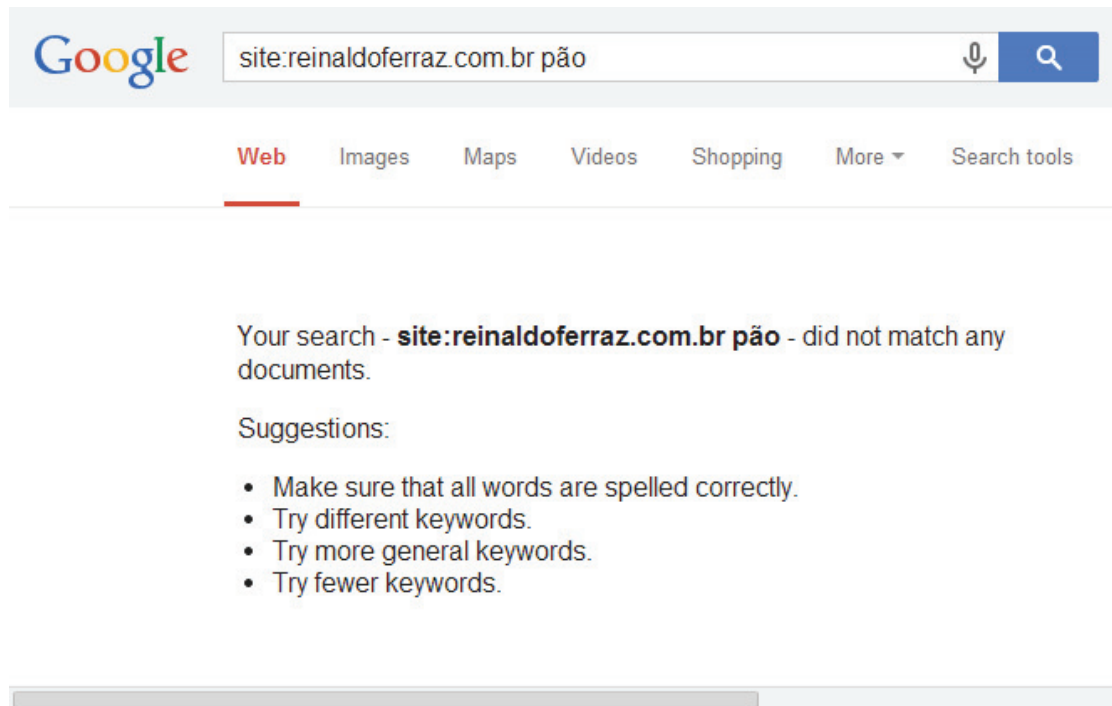 Google site:reinaldoferraz.com.br pão
Web Images Maps Videos Shopping More Search tools
Your search - site:reinaldoferraz.com.br pão - did not match any
documents.
Suggestions:
• Make sure that all words are spelled correctly.
• Try different keywords.
• Try more general keywords.
• Try fewer keywords.